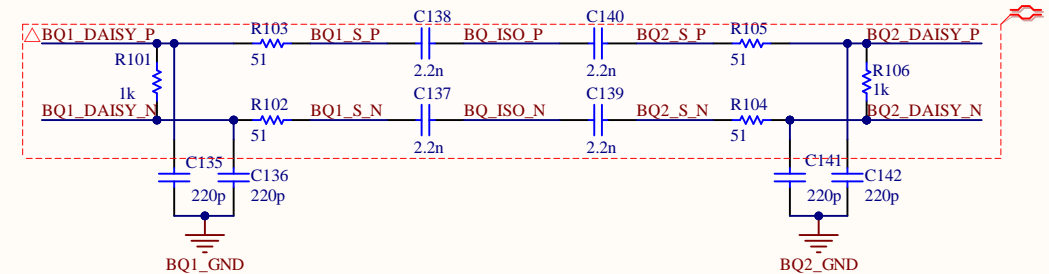 C138 C140
BQ1_DAISY_P R103 BQ1_S_P BQ_ISO_P BQ2_S_P R105 BQ2_DAISY_P
R101 51 2.2n 2.2n 51 R106
1k C137 C139 1k
BQ1_DAISY_N R102 BQ1_S_N BQ_ISO_N BQ2_S_N R104 BQ2_DAISY_N
51 2.2n 2.2n 51
C135 C141
C136 C142
220p 220p 220p 220p
BQ1_GND BQ2_GND